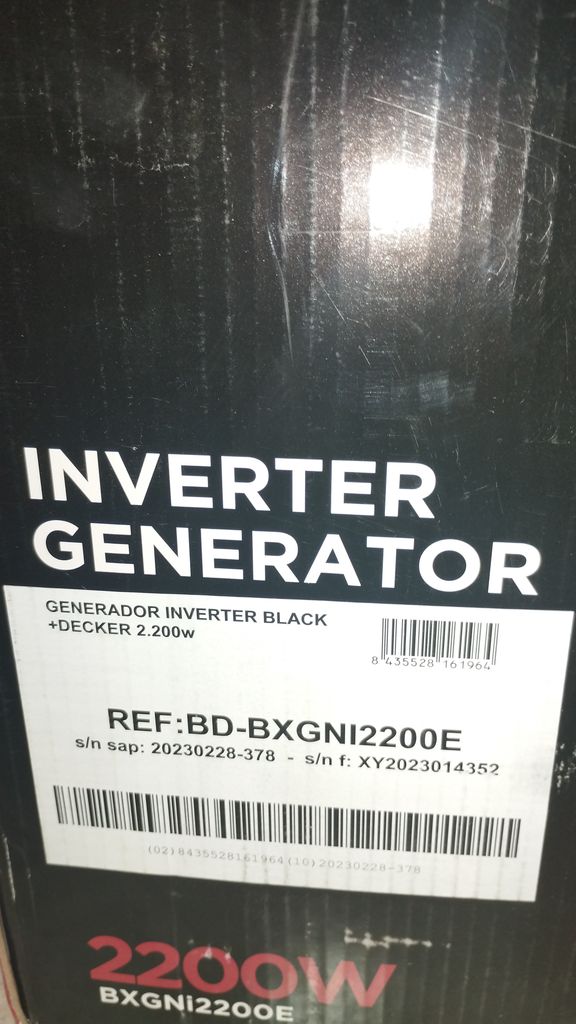 INVERTER
GENERATOR
GENERADOR INVERTER BLACK
+DECKER 2.200w
8 435528 161964
REF:BD-BXGNI2200E
s/n sap: 20230228-378 - s/n f: XY2023014352
(02)8435528161964(10)20230228-378
2200W
BXGNi2200E